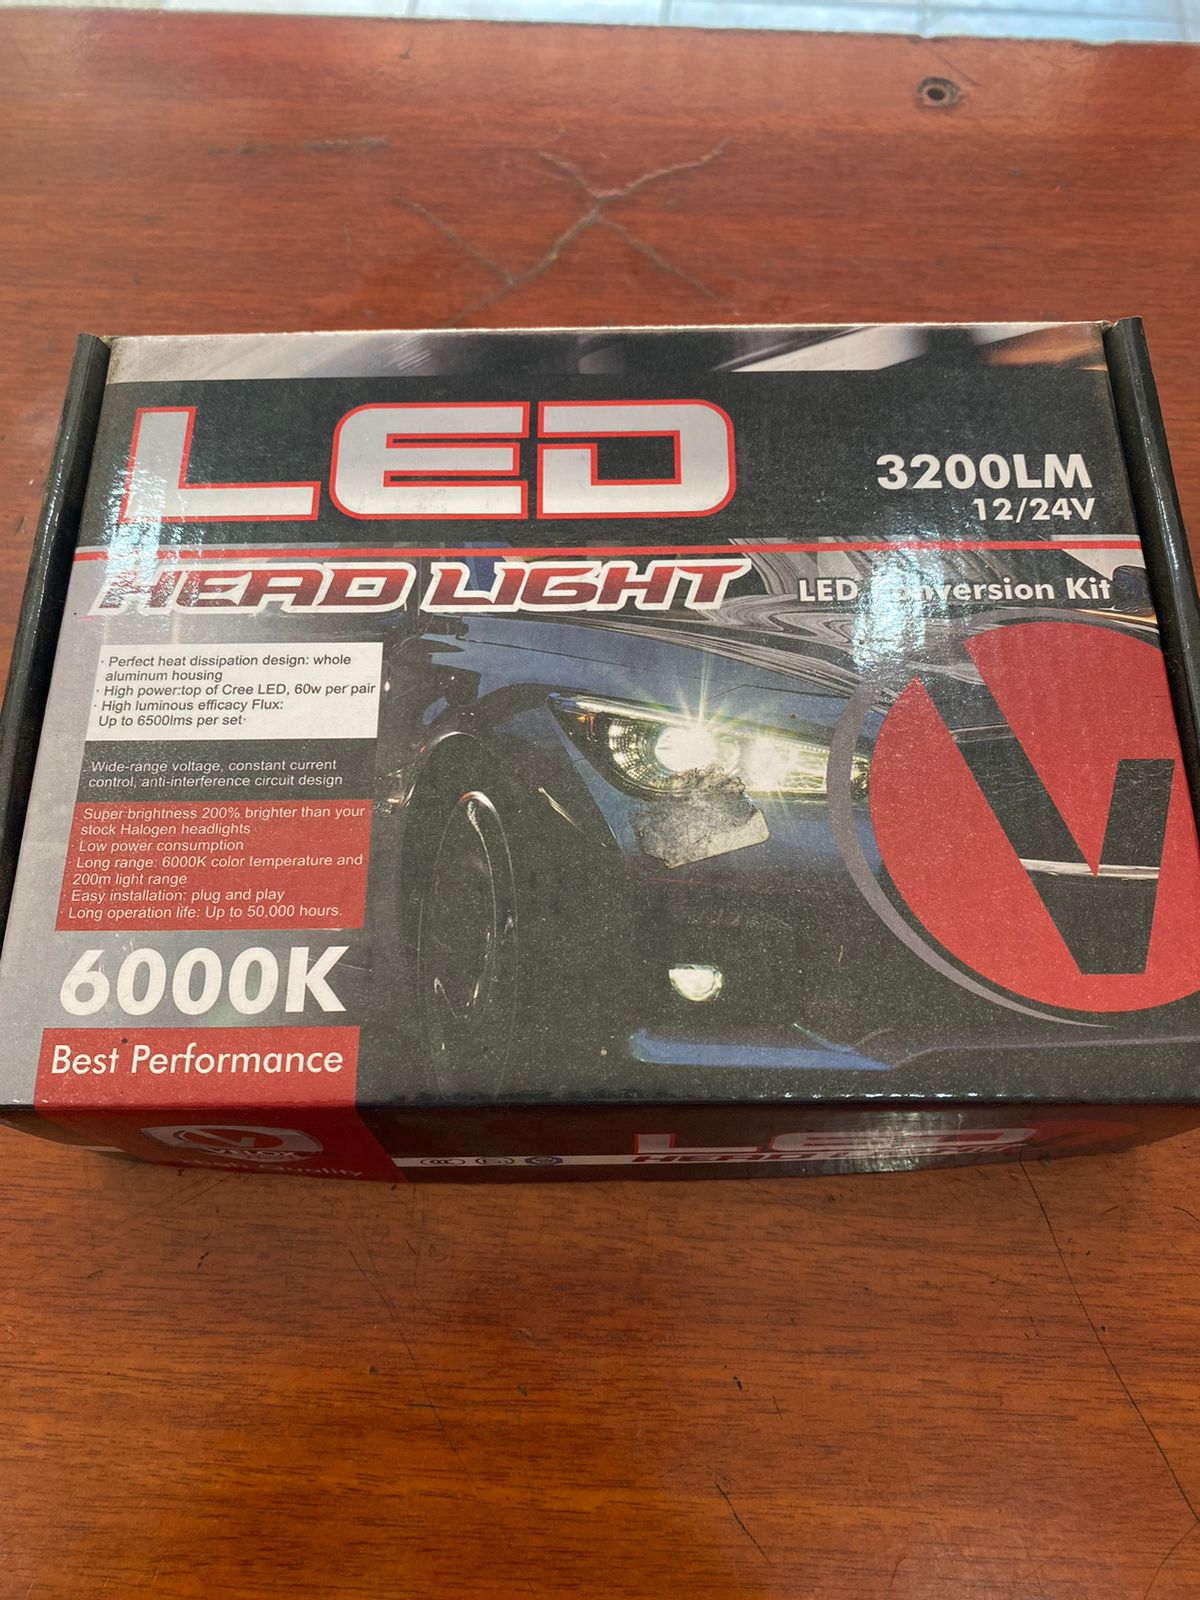 LED
3200LM
12/24V
HEAD LIGHT
LED Conversion Kit
· Perfect heat dissipation design: whole
aluminum housing
· High power:top of Cree LED, 60w per pair
· High luminous efficacy Flux:
Up to 6500lms per set·
Wide-range voltage, constant current
control, anti-interference circuit design
· Super brightness 200% brighter than your
stock Halogen headlights
· Low power consumption
· Long range: 6000K color temperature and
200m light range
· Easy installation: plug and play
· Long operation life: Up to 50,000 hours.
6000K
Best Performance
V
VELOX
High Quality
LED
HEAD LIGHT